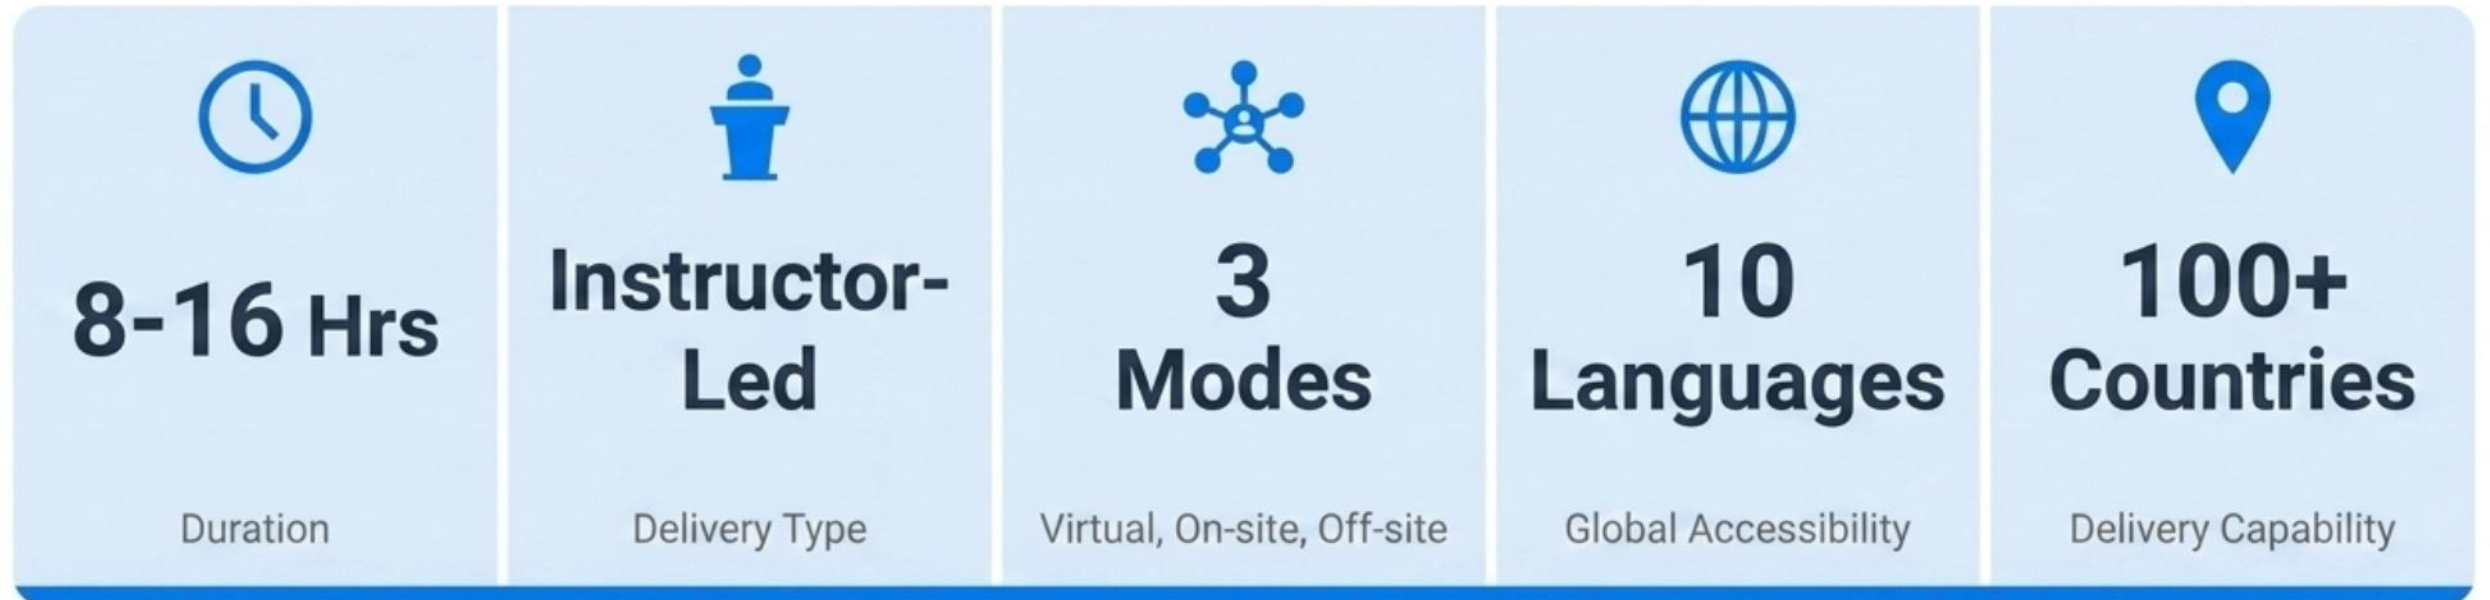 8-16 Hrs
Duration
Instructor-
Led
Delivery Type
3
Modes
Virtual, On-site, Off-site
10
Languages
Global Accessibility
100+
Countries
Delivery Capability